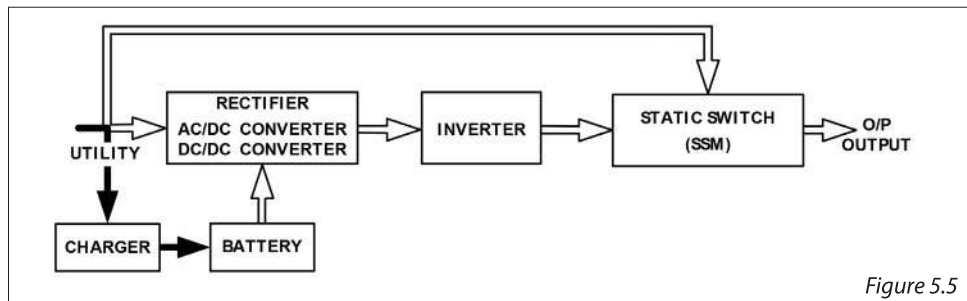 RECTIFIER
AC/DC CONVERTER
DC/DC CONVERTER
INVERTER
STATIC SWITCH
(SSM)
O/P
OUTPUT
UTILITY
CHARGER
BATTERY
Figure 5.5